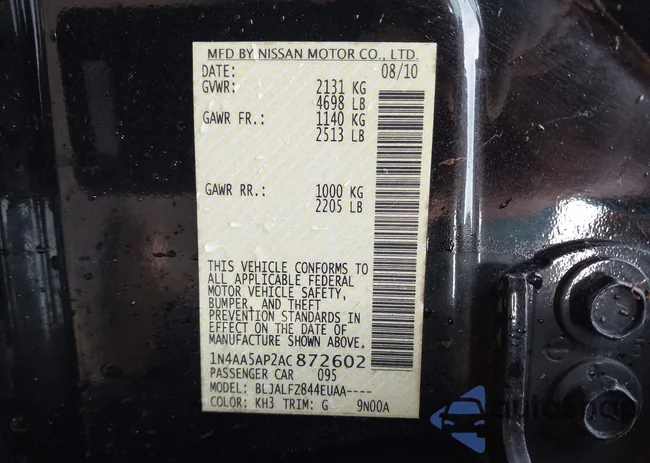 MFD BY NISSAN MOTOR CO., LTD.
DATE: 08/10
GVWR: 2131 KG
4698 LB
GAWR FR.: 1140 KG
2513 LB
GAWR RR.: 1000 KG
2205 LB
THIS VEHICLE CONFORMS TO
ALL APPLICABLE FEDERAL
MOTOR VEHICLE SAFETY,
BUMPER, AND THEFT
PREVENTION STANDARDS IN
EFFECT ON THE DATE OF
MANUFACTURE SHOWN ABOVE.
1N4AA5AP2AC872602
PASSENGER CAR 095
MODEL: BLJALFZ844EUAA----
COLOR: KH3 TRIM: G 9N00A
AutoShop